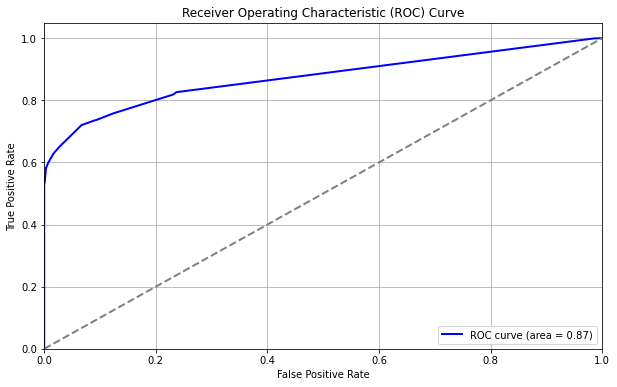 Receiver Operating Characteristic (ROC) Curve
1.0
0.8
0.6
0.4
0.2
0.0
True Positive Rate
ROC curve (area = 0.87)
0.0 0.2 0.4 0.6 0.8 1.0
False Positive Rate